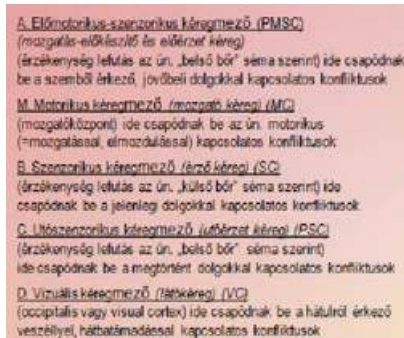 A. Előmotorikus-szenzorikus kéregmező (PMSC)
(mozgatás-előkészítő és előérzet kéreg)
(érzékenység lefutás az ún. „belső bőr” séma szerint) ide csapódnak
be a szemből érkező, jövőbeli dolgokkal kapcsolatos konfliktusok
M. Motorikus kéregmező (mozgató kéreg) (MC)
(mozgatóközpont) ide csapódnak be az ún. motorikus
(=mozgatással, elmozdulással) kapcsolatos konfliktusok
B. Szenzorikus kéregmező (érző kéreg) (SC)
(érzékenység lefutás az ún. „külső bőr” séma szerint) ide
csapódnak be a jelenlegi dolgokkal kapcsolatos konfliktusok
C. Utószenzorikus kéregmező (utóérzet kéreg) (PSC)
(érzékenység lefutás az ún. „belső bőr” séma szerint)
ide csapódnak be a megtörtént dolgokkal kapcsolatos konfliktusok
D. Vizuális kéregmező (látókéreg) (VC)
(occipitalis vagy visual cortex) ide csapódnak be a hátulról érkező
veszéllyel, hátbatámadással kapcsolatos konfliktusok